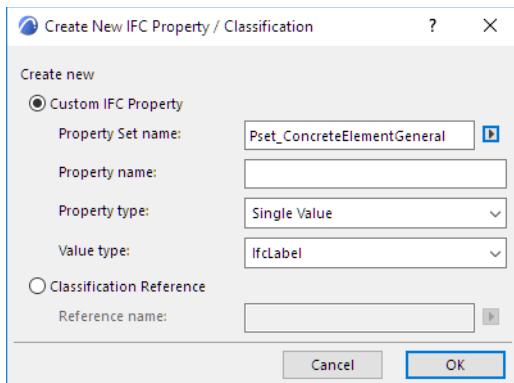 Create New IFC Property / Classification ? X
Create new
Custom IFC Property
Property Set name: Pset_ConcreteElementGeneral
Property name:
Property type: Single Value
Value type: IfcLabel
Classification Reference
Reference name:
Cancel OK